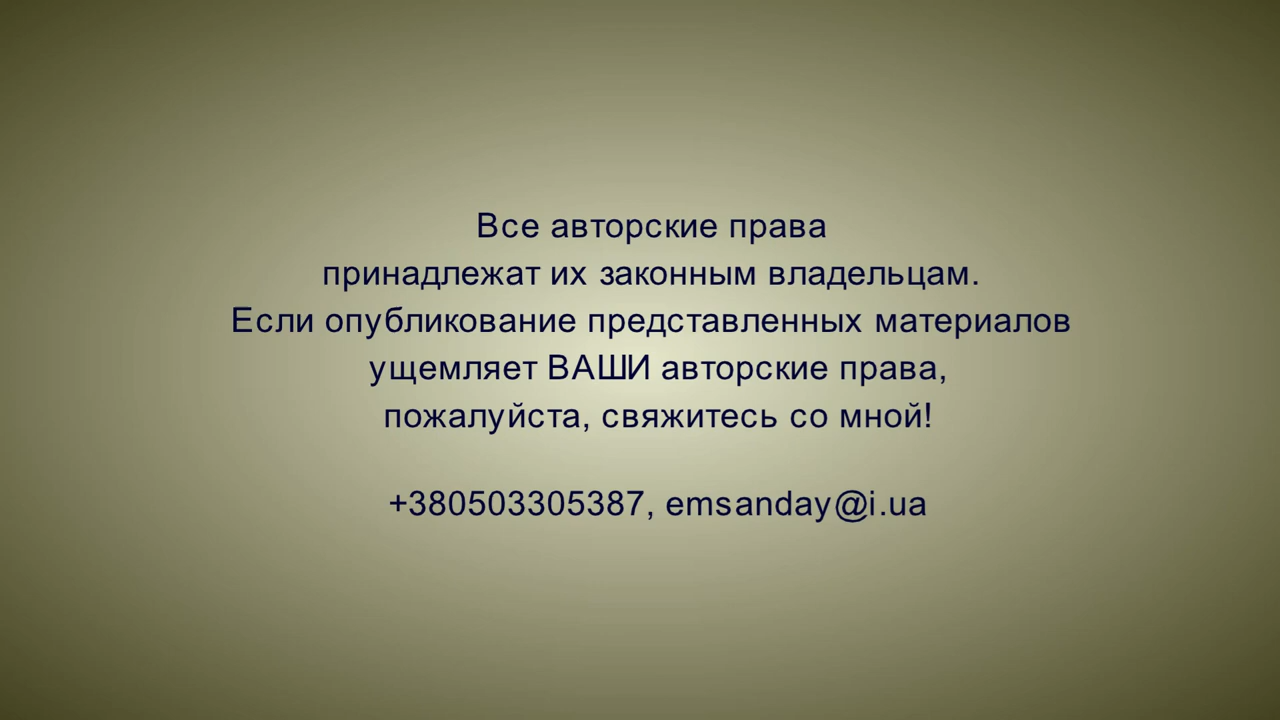 Все авторские права
принадлежат их законным владельцам.
Если опубликование представленных материалов
ущемляет ВАШИ авторские права,
пожалуйста, свяжитесь со мной!
+380503305387, emsanday@i.ua